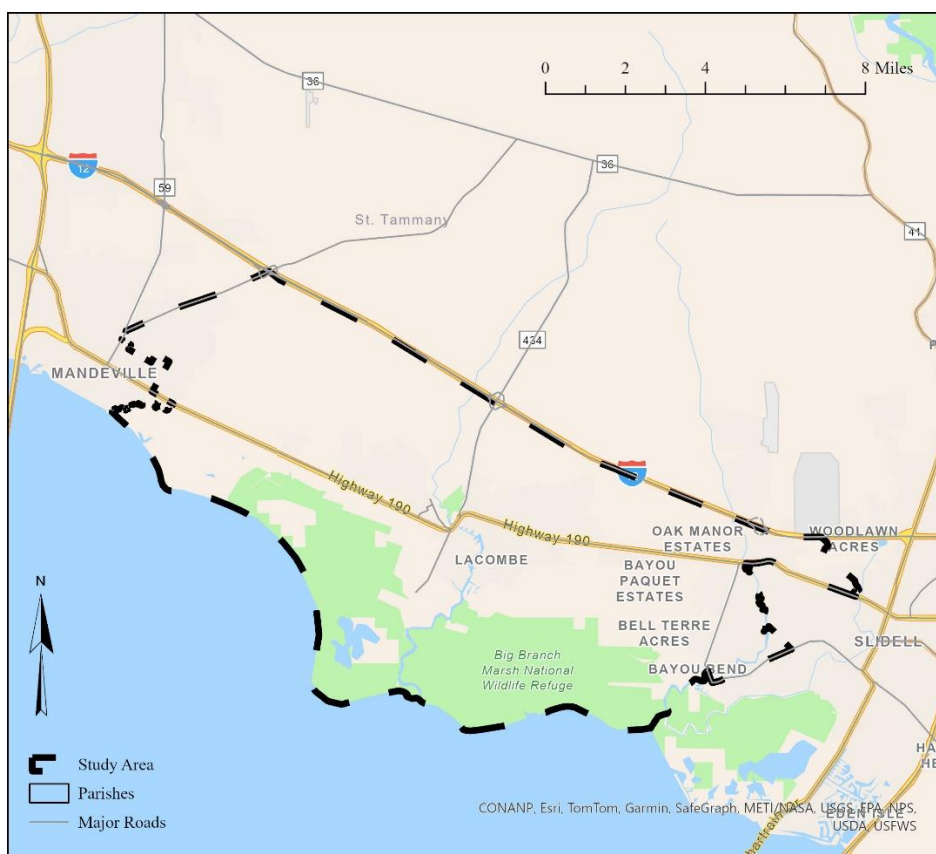 0 2 4 8 Miles
36
12
59
36
St. Tammany
41
434
MANDEVILLE
Highway 190
Highway 190
OAK MANOR
ESTATES
WOODLAWN
ACRES
LACOMBE
BAYOU
PAQUET
ESTATES
BELL TERRE
ACRES
SLIDELL
Big Branch
Marsh National
Wildlife Refuge
BAYOU BEND
N
Study Area
Parishes
Major Roads
CONANP, Esri, TomTom, Garmin, SafeGraph, METI/NASA, USGS, EPA, NPS,
USDA, USFWS
EDEN ISLE